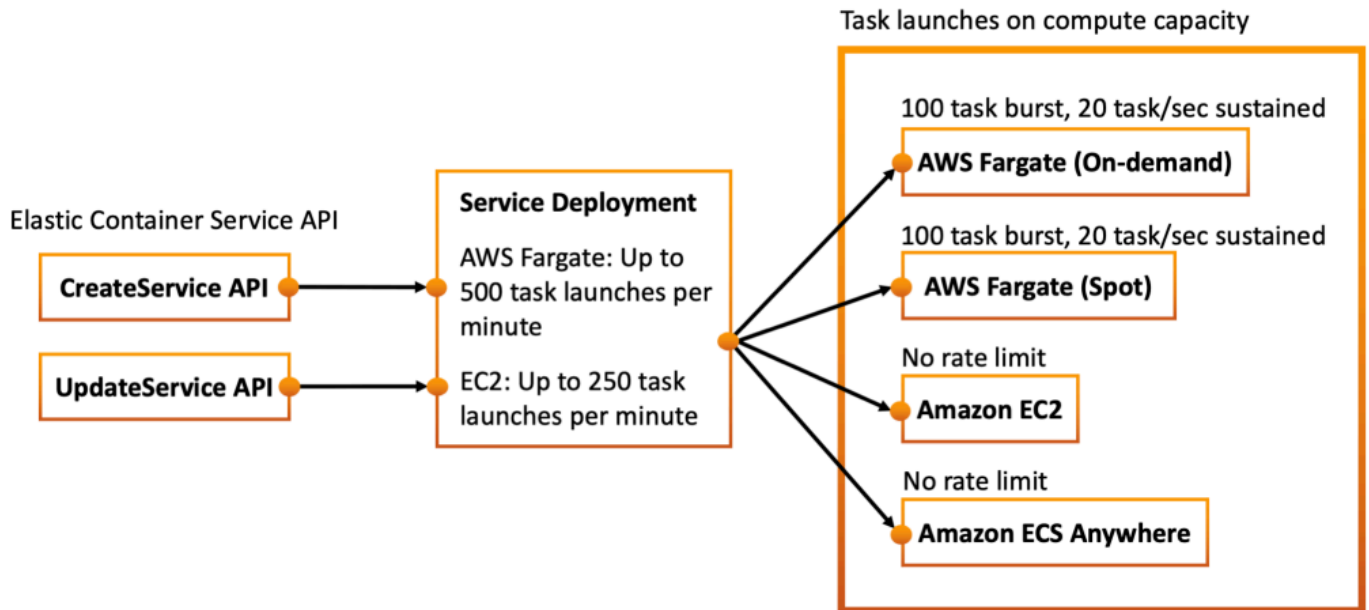 Task launches on compute capacity
100 task burst, 20 task/sec sustained
AWS Fargate (On-demand)
Elastic Container Service API
CreateService API
UpdateService API
Service Deployment
AWS Fargate: Up to
500 task launches per
minute
EC2: Up to 250 task
launches per minute
100 task burst, 20 task/sec sustained
AWS Fargate (Spot)
No rate limit
Amazon EC2
No rate limit
Amazon ECS Anywhere